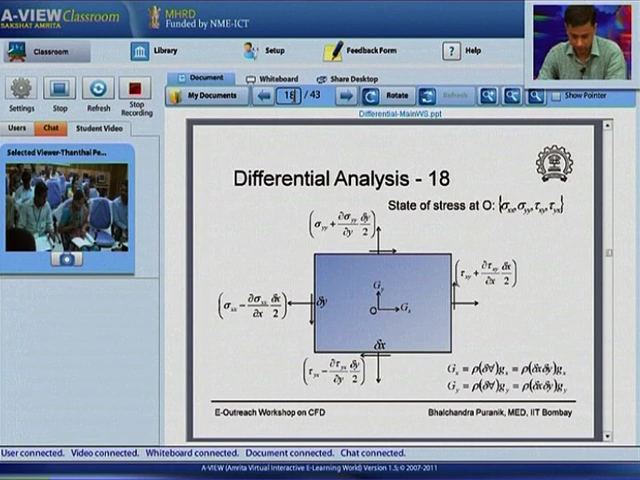 A-VIEW Classroom
SAKSHAT AMRITA
MHRD
Funded by NME-ICT
Classroom
Library
Setup
Feedback Form
? Help
Settings
Stop
Refresh
Stop Recording
Document
Whiteboard
Share Desktop
My Documents
18 / 43
Rotate
Refresh
Show Pointer
Users
Chat
Student Video
Differential-MainWS.ppt
Selected Viewer-Thanthai Pe...
Differential Analysis - 18
State of stress at O: {σxx, σyy, τxy, τyx}
(σyy + ∂σyy/∂y δy/2)
(τxy + ∂τxy/∂x δx/2)
Gy
(σxx − ∂σxx/∂x δx/2)
δy
O
Gx
δx
(τyx − ∂τyx/∂y δy/2)
Gx = ρ(δ∀)gx = ρ(δxδy)gx
Gy = ρ(δ∀)gy = ρ(δxδy)gy
E-Outreach Workshop on CFD
Bhalchandra Puranik, MED, IIT Bombay
User connected. Video connected. Whiteboard connected. Document connected. Chat connected.
A-VIEW (Amrita Virtual Interactive E-Learning World) Version 1.5; © 2007-2011